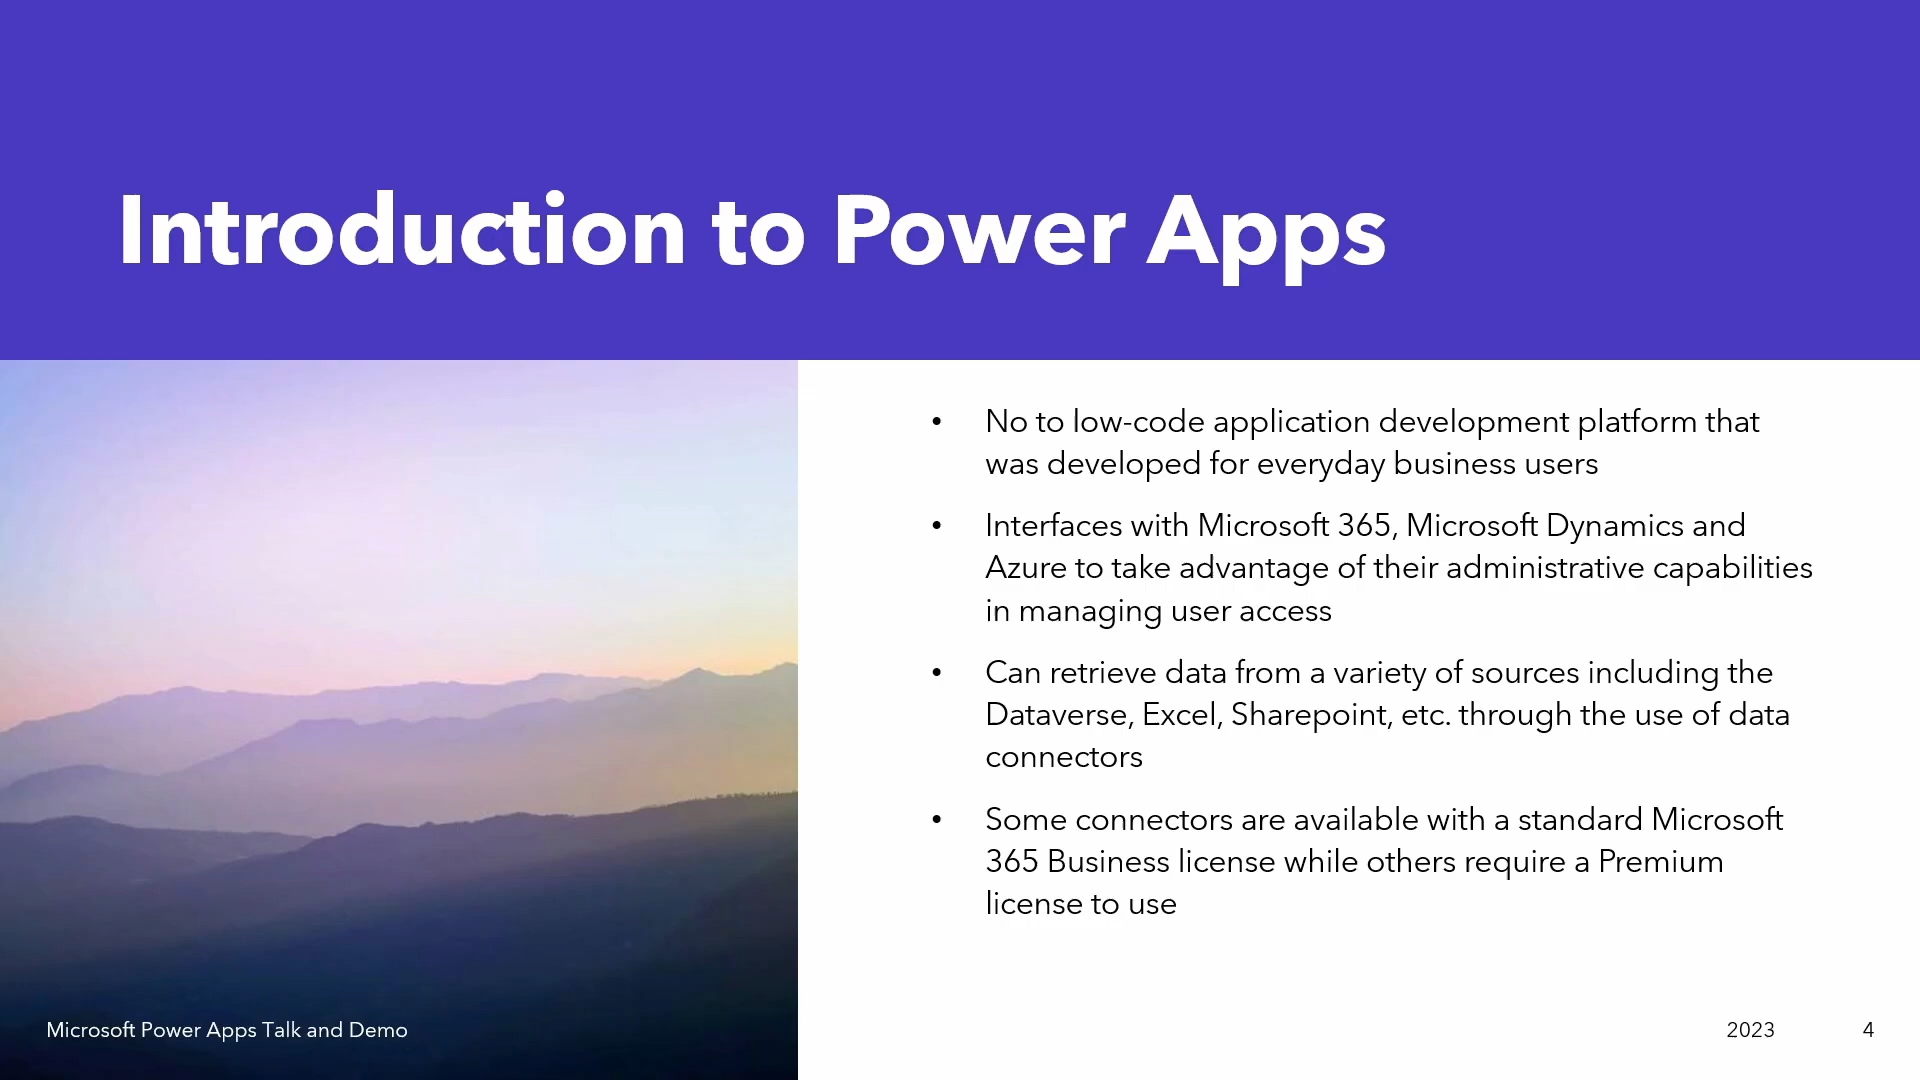 Introduction to Power Apps
• No to low-code application development platform that
was developed for everyday business users
• Interfaces with Microsoft 365, Microsoft Dynamics and
Azure to take advantage of their administrative capabilities
in managing user access
• Can retrieve data from a variety of sources including the
Dataverse, Excel, Sharepoint, etc. through the use of data
connectors
• Some connectors are available with a standard Microsoft
365 Business license while others require a Premium
license to use
Microsoft Power Apps Talk and Demo
2023
4